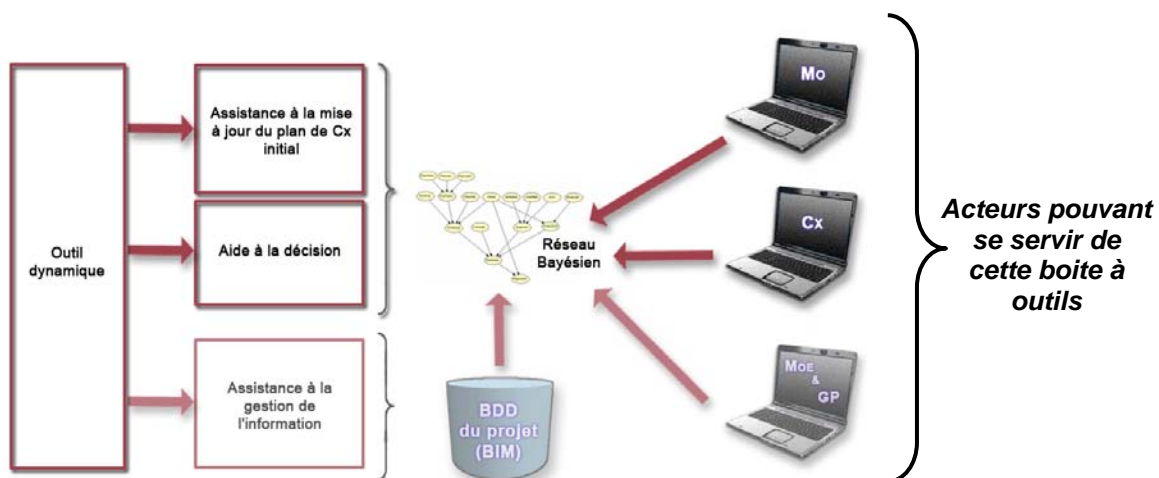 Outil
dynamique
Assistance à la mise
à jour du plan de Cx
initial
Aide à la décision
Assistance à la
gestion de
l'information
Réseau
Bayésien
BDD
du projet
(BIM)
Mo
Cx
MOE
&
GP
Acteurs pouvant
se servir de
cette boite à
outils